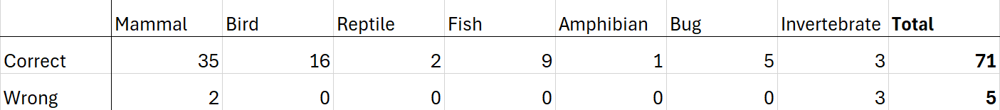 Mammal Bird Reptile Fish Amphibian Bug Invertebrate Total
Correct 35 16 2 9 1 5 3 71
Wrong 2 0 0 0 0 0 3 5